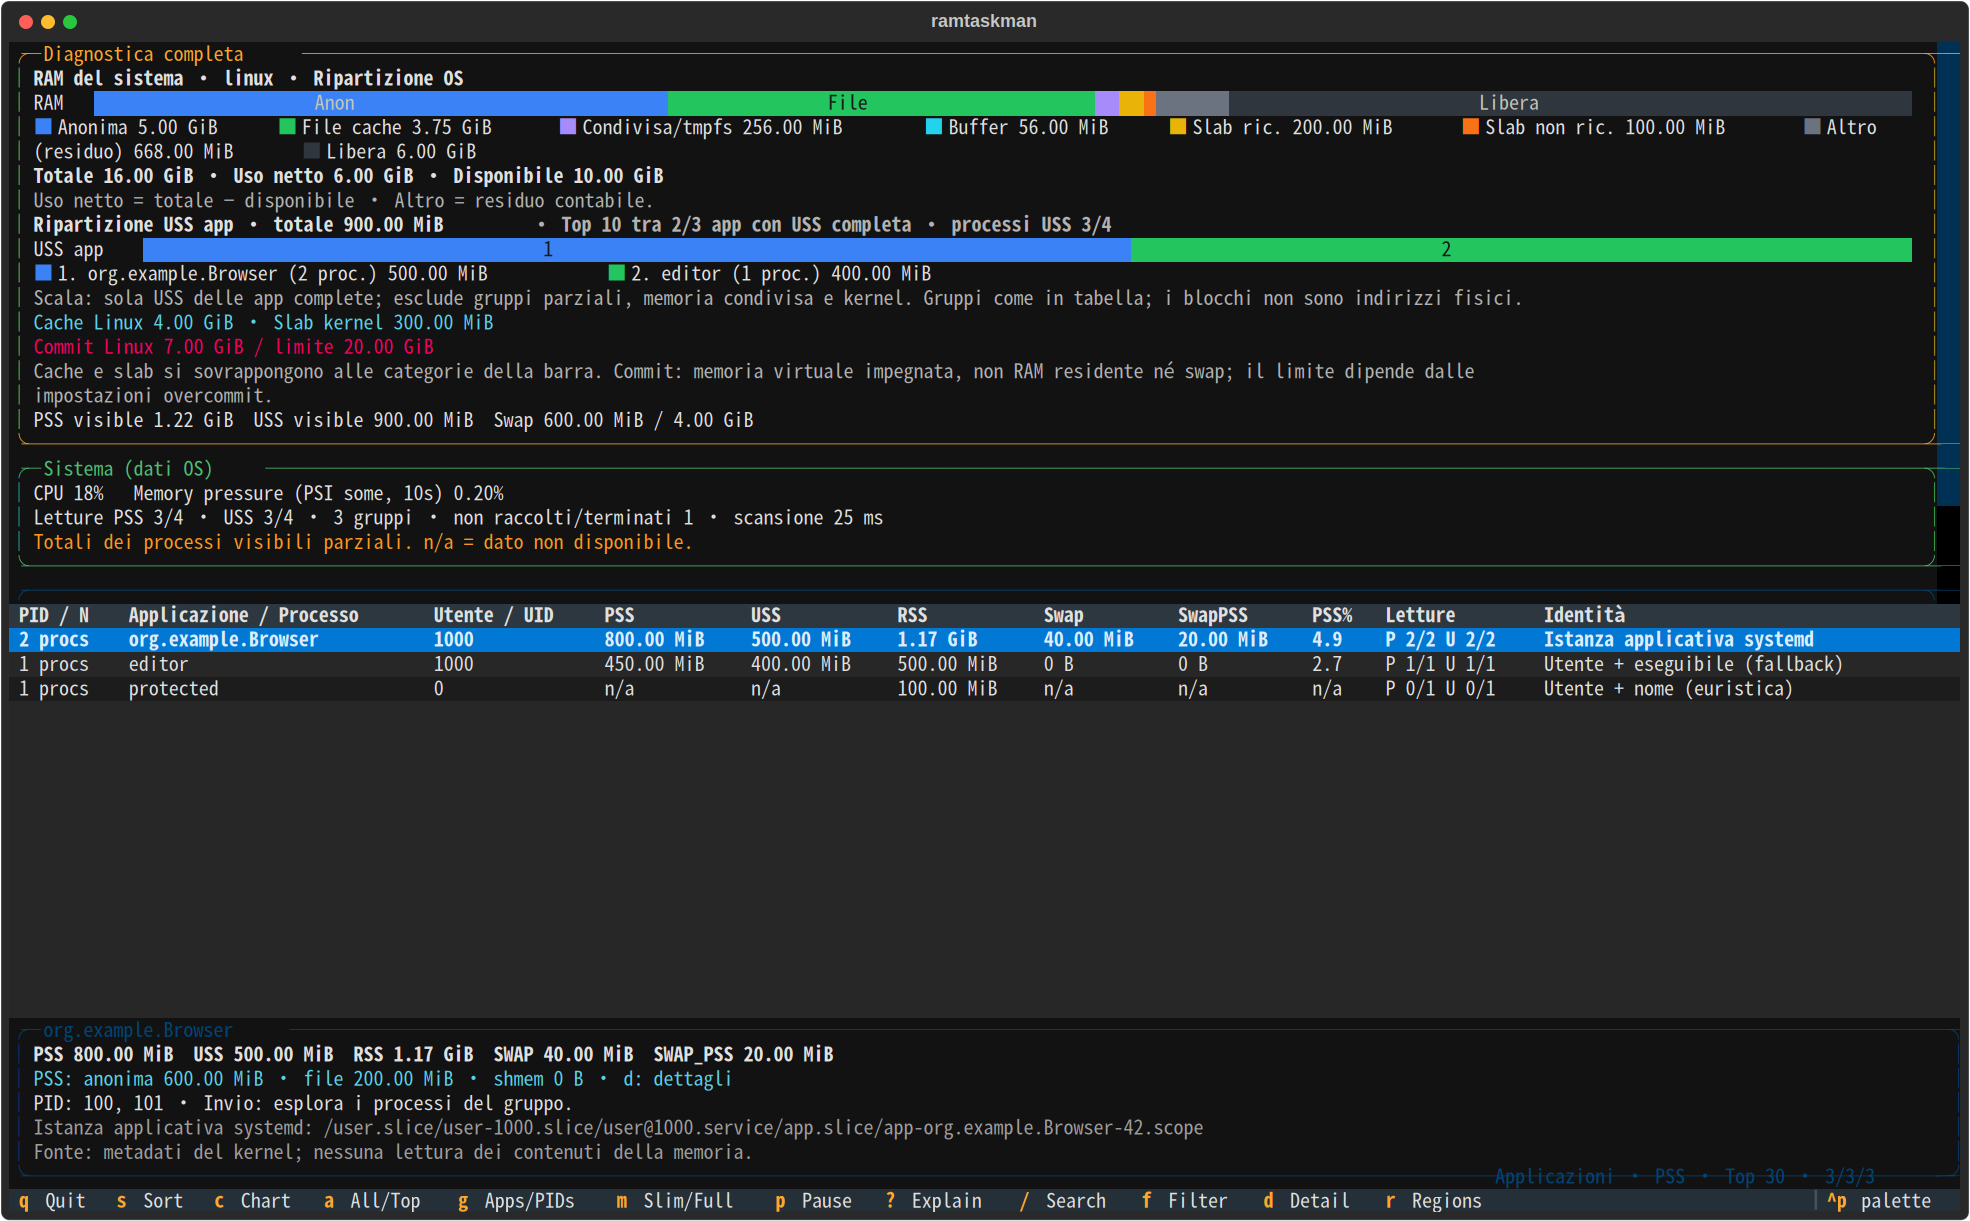 ramtaskman
Diagnostica completa
RAM del sistema • linux • Ripartizione OS
RAM Anon File Libera
Anonima 5.00 GiB File cache 3.75 GiB Condivisa/tmpfs 256.00 MiB Buffer 56.00 MiB Slab ric. 200.00 MiB Slab non ric. 100.00 MiB Altro
(residuo) 668.00 MiB Libera 6.00 GiB
Totale 16.00 GiB • Uso netto 6.00 GiB • Disponibile 10.00 GiB
Uso netto = totale − disponibile • Altro = residuo contabile.
Ripartizione USS app • totale 900.00 MiB • Top 10 tra 2/3 app con USS completa • processi USS 3/4
USS app 1 2
1. org.example.Browser (2 proc.) 500.00 MiB 2. editor (1 proc.) 400.00 MiB
Scala: sola USS delle app complete; esclude gruppi parziali, memoria condivisa e kernel. Gruppi come in tabella; i blocchi non sono indirizzi fisici.
Cache Linux 4.00 GiB • Slab kernel 300.00 MiB
Commit Linux 7.00 GiB / limite 20.00 GiB
Cache e slab si sovrappongono alle categorie della barra. Commit: memoria virtuale impegnata, non RAM residente né swap; il limite dipende dalle
impostazioni overcommit.
PSS visible 1.22 GiB USS visible 900.00 MiB Swap 600.00 MiB / 4.00 GiB
Sistema (dati OS)
CPU 18% Memory pressure (PSI some, 10s) 0.20%
Letture PSS 3/4 • USS 3/4 • 3 gruppi • non raccolti/terminati 1 • scansione 25 ms
Totali dei processi visibili parziali. n/a = dato non disponibile.
PID / N Applicazione / Processo Utente / UID PSS USS RSS Swap SwapPSS PSS% Letture Identità
2 procs org.example.Browser 1000 800.00 MiB 500.00 MiB 1.17 GiB 40.00 MiB 20.00 MiB 4.9 P 2/2 U 2/2 Istanza applicativa systemd
1 procs editor 1000 450.00 MiB 400.00 MiB 500.00 MiB 0 B 0 B 2.7 P 1/1 U 1/1 Utente + eseguibile (fallback)
1 procs protected 0 n/a n/a 100.00 MiB n/a n/a n/a P 0/1 U 0/1 Utente + nome (euristica)
org.example.Browser
PSS 800.00 MiB USS 500.00 MiB RSS 1.17 GiB SWAP 40.00 MiB SWAP_PSS 20.00 MiB
PSS: anonima 600.00 MiB • file 200.00 MiB • shmem 0 B • d: dettagli
PID: 100, 101 • Invio: esplora i processi del gruppo.
Istanza applicativa systemd: /user.slice/user-1000.slice/user@1000.service/app.slice/app-org.example.Browser-42.scope
Fonte: metadati del kernel; nessuna lettura dei contenuti della memoria.
Applicazioni • PSS • Top 30 • 3/3/3
q Quit s Sort c Chart a All/Top g Apps/PIDs m Slim/Full p Pause ? Explain / Search f Filter d Detail r Regions ^p palette